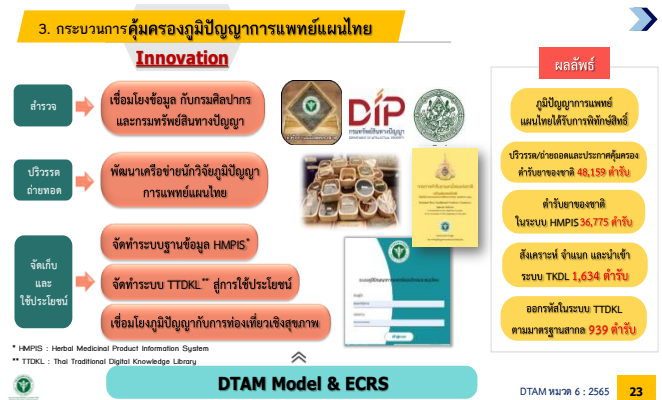 3. กระบวนการคุ้มครองภูมิปัญญาการแพทย์แผนไทย
Innovation
สำรวจ
เชื่อมโยงข้อมูล กับกรมศิลปากร
และกรมทรัพย์สินทางปัญญา
DIP
กรมทรัพย์สินทางปัญญา
ปริวรรต
ถ่ายทอด
พัฒนาเครือข่ายนักวิจัยภูมิปัญญา
การแพทย์แผนไทย
จัดเก็บ
และ
ใช้ประโยชน์
จัดทำระบบฐานข้อมูล HMPIS*
จัดทำระบบ TTDKL** สู่การใช้ประโยชน์
เชื่อมโยงภูมิปัญญากับการท่องเที่ยวเชิงสุขภาพ
ผลลัพธ์
ภูมิปัญญาการแพทย์
แผนไทยได้รับการพิทักษ์สิทธิ์
ปริวรรต/ถ่ายถอดและประกาศคุ้มครอง
ตำรับยาของชาติ 48,159 ตำรับ
ตำรับยาของชาติ
ในระบบ HMPIS 36,775 ตำรับ
สังเคราะห์ จำแนก และนำเข้า
ระบบ TKDL 1,634 ตำรับ
ออกรหัสในระบบ TTDKL
ตามมาตรฐานสากล 939 ตำรับ
* HMPIS : Herbal Medicinal Product Information System
** TTDKL : Thai Traditional Digital Knowledge Library
DTAM Model & ECRS
DTAM หมวด 6 : 2565
23